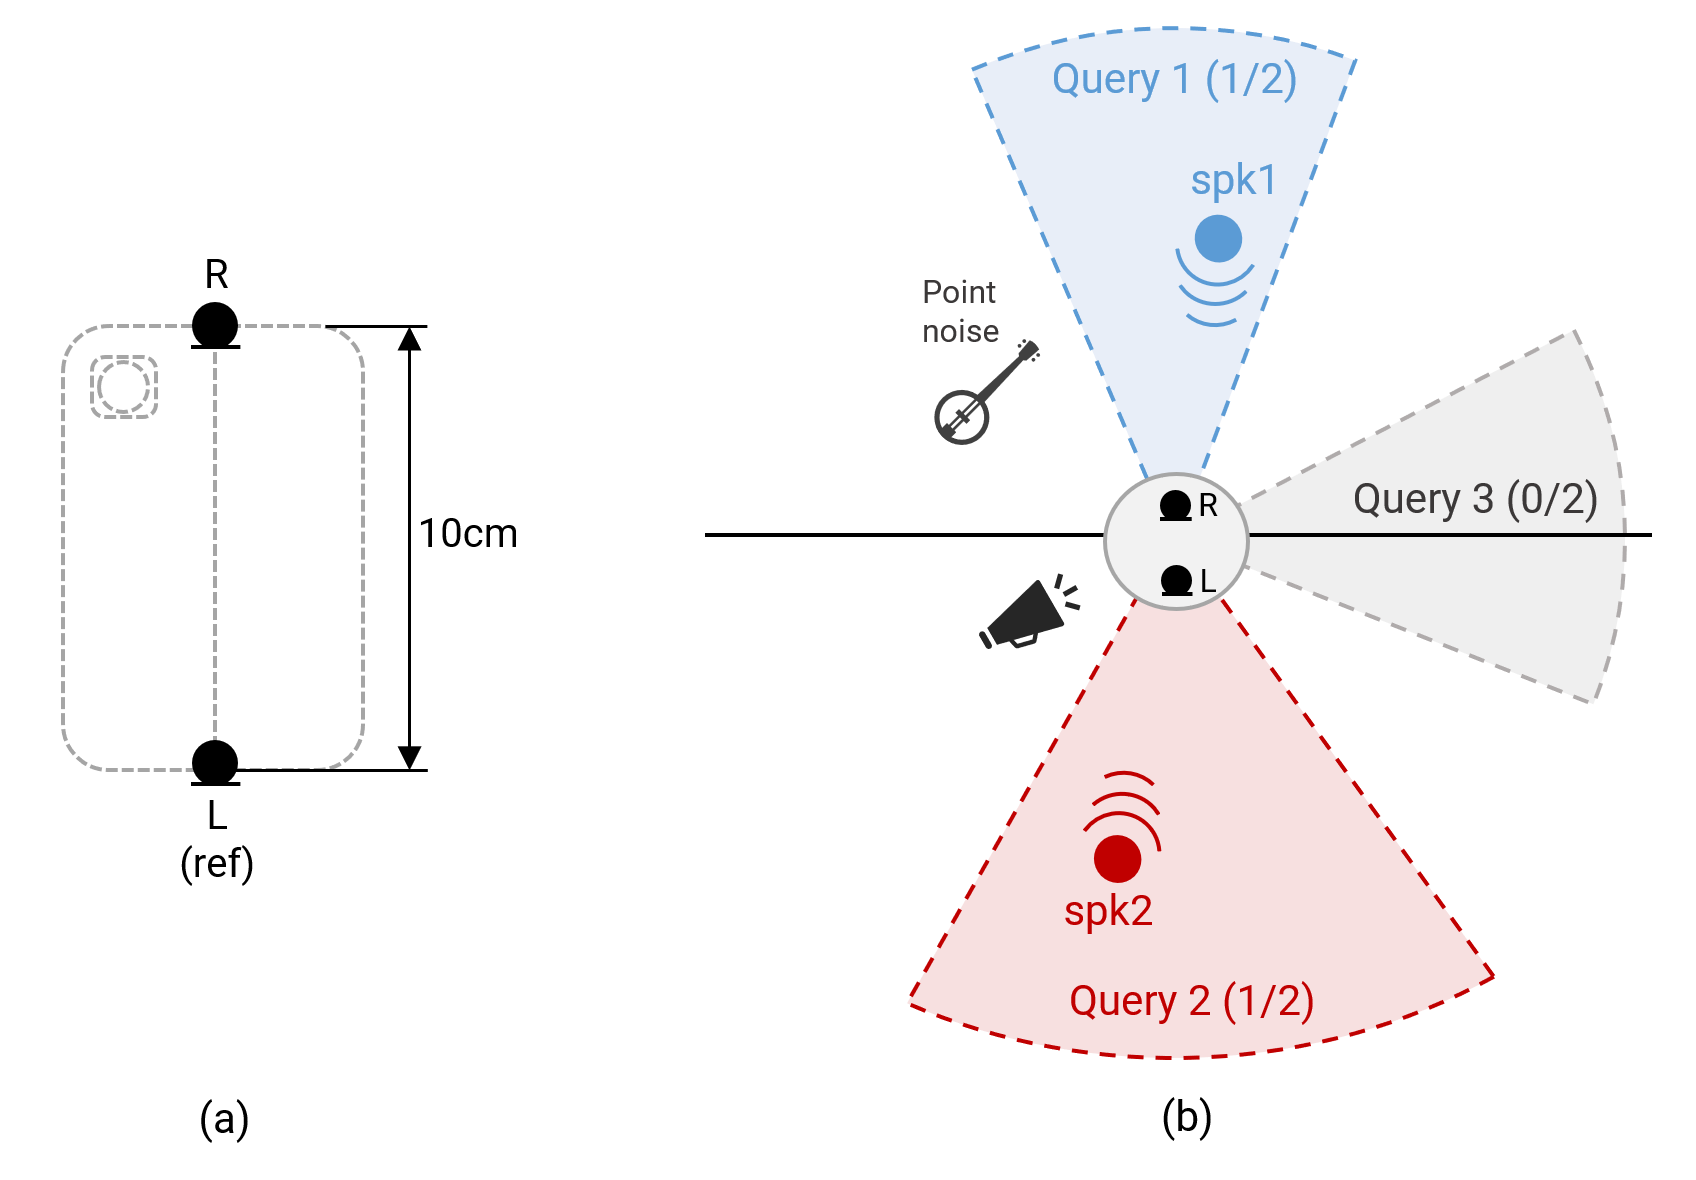 R
10cm
L
(ref)
(a)
Query 1 (1/2)
spk1
Point
noise
Query 3 (0/2)
R
L
spk2
Query 2 (1/2)
(b)